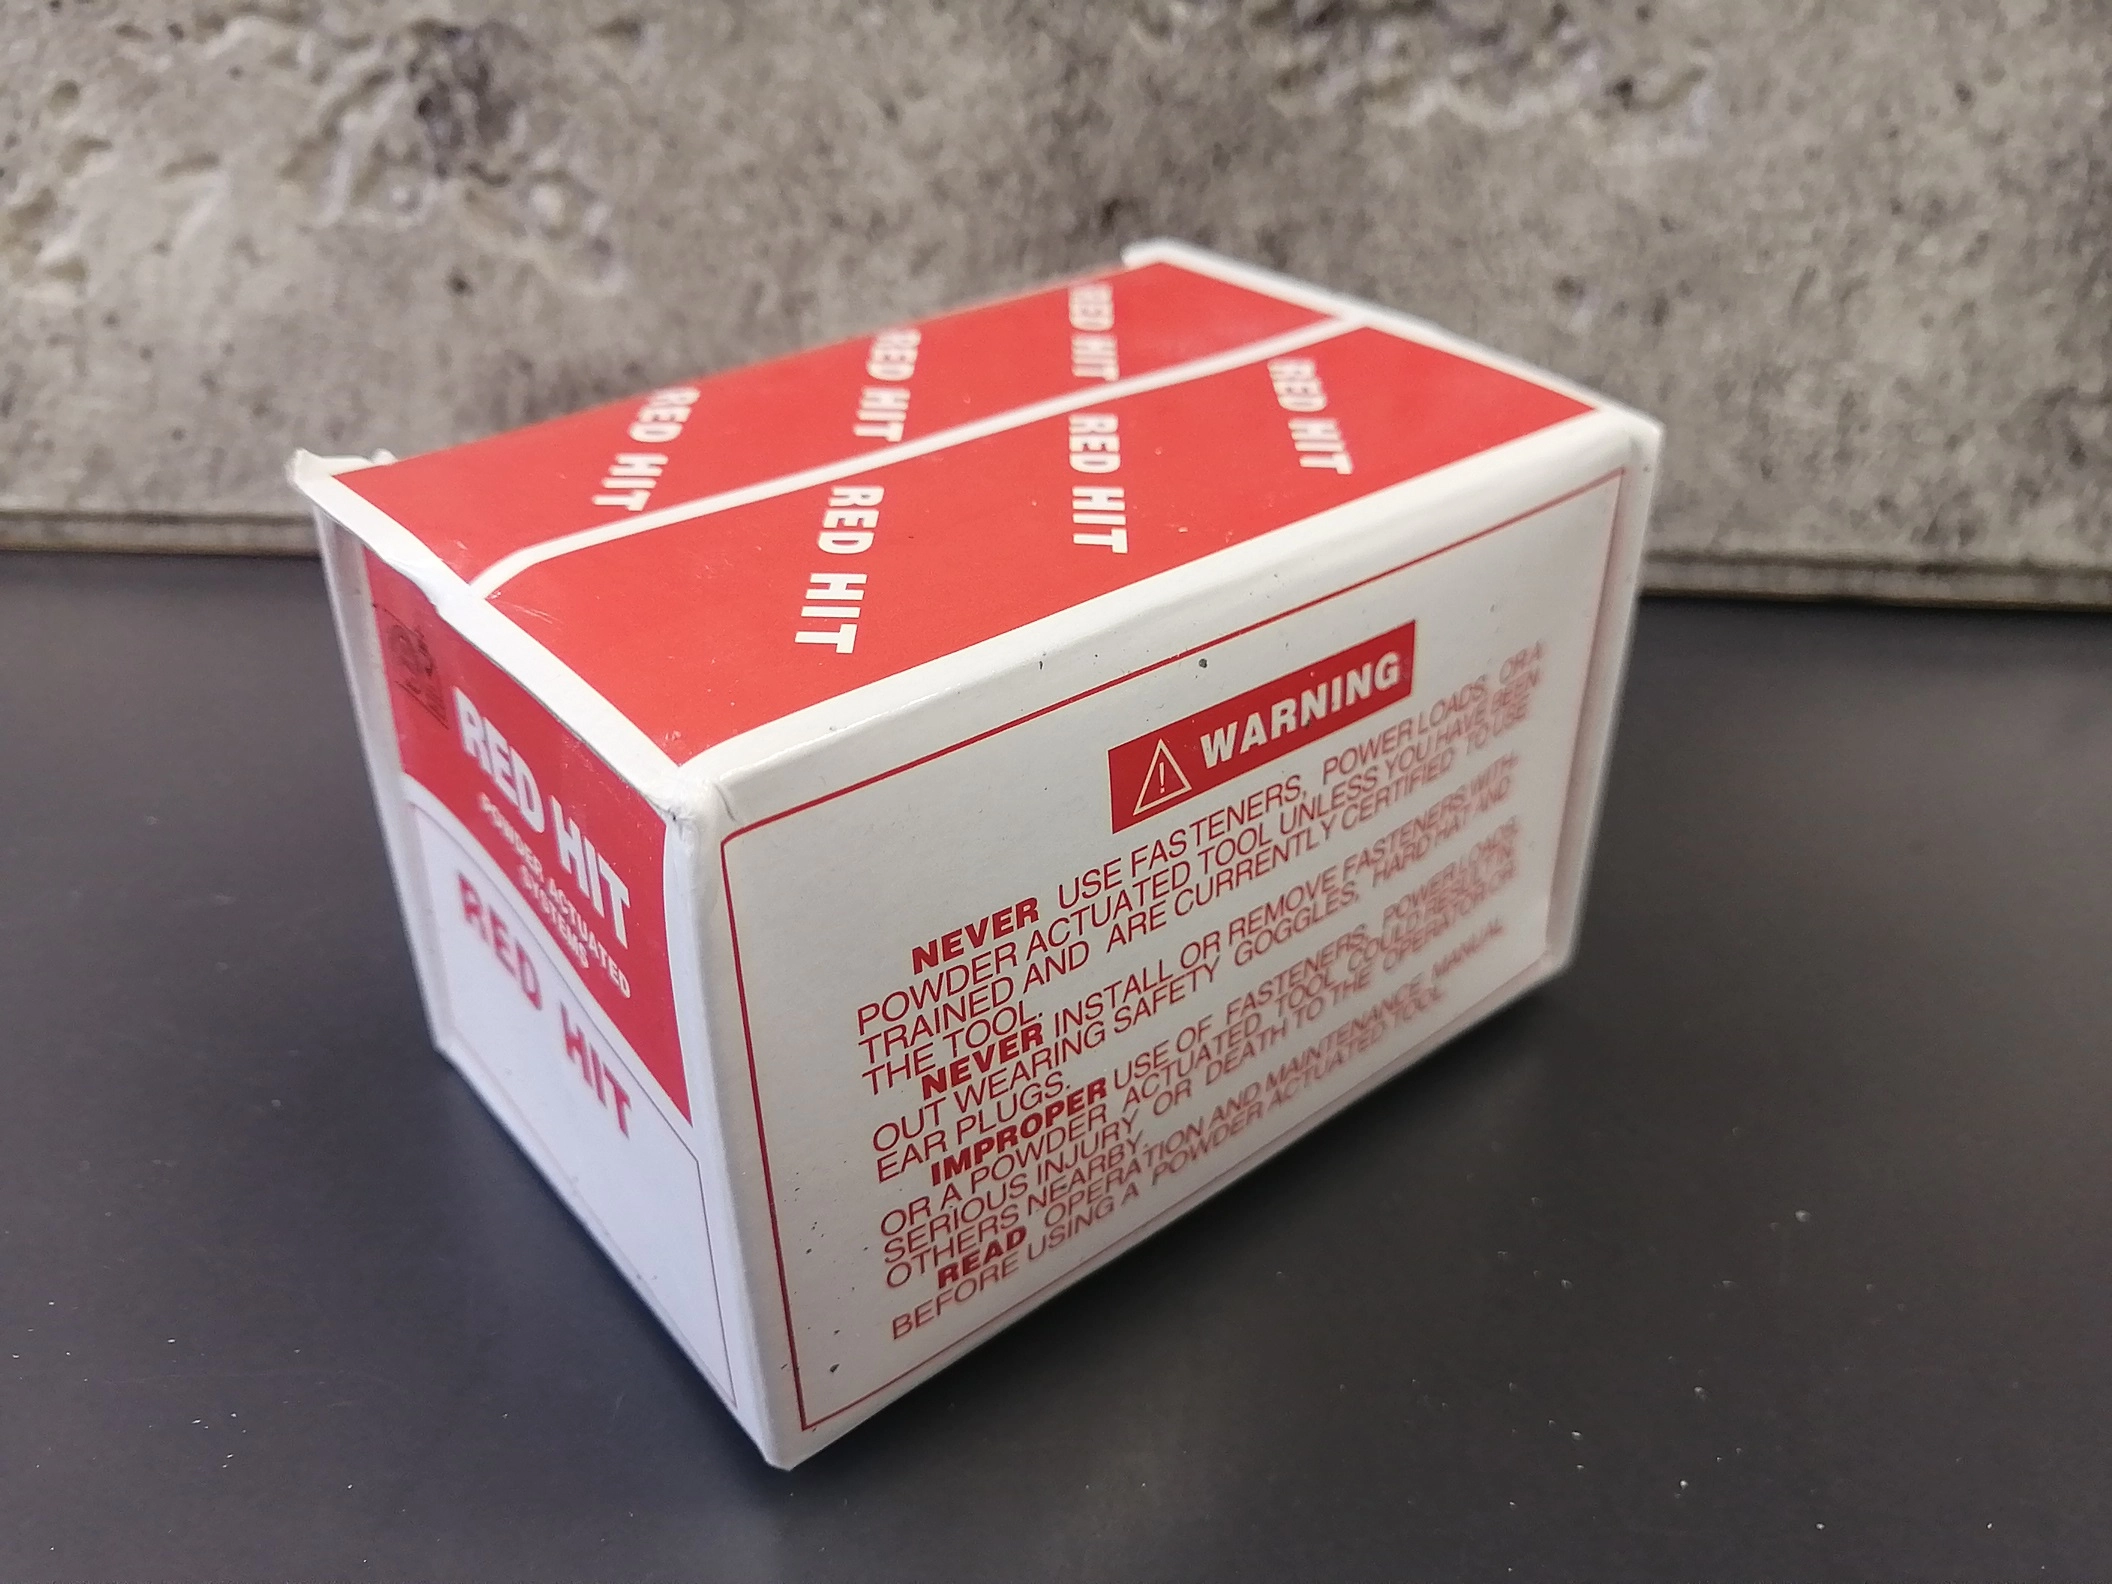 RED HIT
RED HIT
RED HIT
RED HIT
RED HIT
RED HIT
RED HIT
POWDER ACTUATED
SYSTEMS
RED HIT
WARNING
NEVER USE FASTENERS, POWER LOADS, OR A
POWDER ACTUATED TOOL UNLESS YOU HAVE BEEN
TRAINED AND ARE CURRENTLY CERTIFIED TO USE
THE TOOL.
NEVER INSTALL OR REMOVE FASTENERS WITH-
OUT WEARING SAFETY GOGGLES, HARD HAT AND
EAR PLUGS.
IMPROPER USE OF FASTENERS, POWER LOADS,
OR A POWDER ACTUATED TOOL COULD RESULT IN
SERIOUS INJURY OR DEATH TO THE OPERATOR OR
OTHERS NEARBY.
READ OPERATION AND MAINTENANCE MANUAL
BEFORE USING A POWDER ACTUATED TOOL.